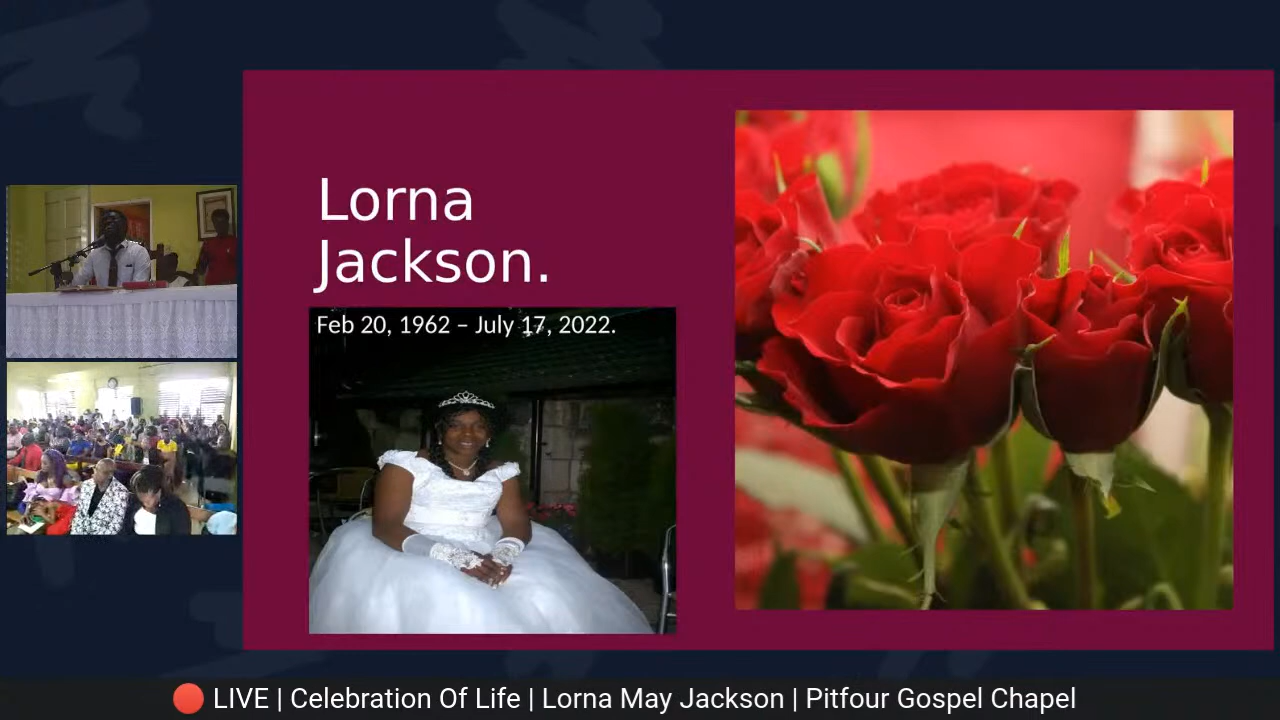 Lorna
Jackson.
Feb 20, 1962 – July 17, 2022.
🔴 LIVE | Celebration Of Life | Lorna May Jackson | Pitfour Gospel Chapel